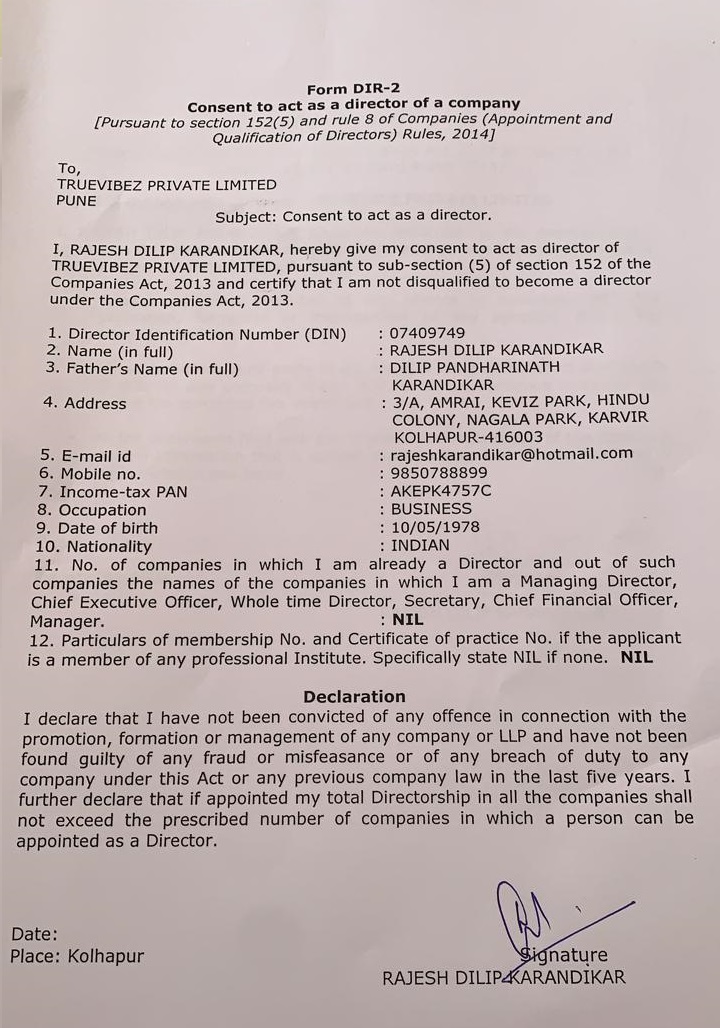 Form DIR-2
Consent to act as a director of a company
[Pursuant to section 152(5) and rule 8 of Companies (Appointment and
Qualification of Directors) Rules, 2014]
To,
TRUEVIBEZ PRIVATE LIMITED
PUNE
Subject: Consent to act as a director.
I, RAJESH DILIP KARANDIKAR, hereby give my consent to act as director of
TRUEVIBEZ PRIVATE LIMITED, pursuant to sub-section (5) of section 152 of the
Companies Act, 2013 and certify that I am not disqualified to become a director
under the Companies Act, 2013.
1. Director Identification Number (DIN) : 07409749
2. Name (in full) : RAJESH DILIP KARANDIKAR
3. Father's Name (in full) : DILIP PANDHARINATH
KARANDIKAR
4. Address : 3/A, AMRAI, KEVIZ PARK, HINDU
COLONY, NAGALA PARK, KARVIR
KOLHAPUR-416003
5. E-mail id : rajeshkarandikar@hotmail.com
6. Mobile no. : 9850788899
7. Income-tax PAN : AKEPK4757C
8. Occupation : BUSINESS
9. Date of birth : 10/05/1978
10. Nationality : INDIAN
11. No. of companies in which I am already a Director and out of such
companies the names of the companies in which I am a Managing Director,
Chief Executive Officer, Whole time Director, Secretary, Chief Financial Officer,
Manager. : NIL
12. Particulars of membership No. and Certificate of practice No. if the applicant
is a member of any professional Institute. Specifically state NIL if none. NIL
Declaration
I declare that I have not been convicted of any offence in connection with the
promotion, formation or management of any company or LLP and have not been
found guilty of any fraud or misfeasance or of any breach of duty to any
company under this Act or any previous company law in the last five years. I
further declare that if appointed my total Directorship in all the companies shall
not exceed the prescribed number of companies in which a person can be
appointed as a Director.
Date:
Place: Kolhapur
Signature
RAJESH DILIP KARANDIKAR